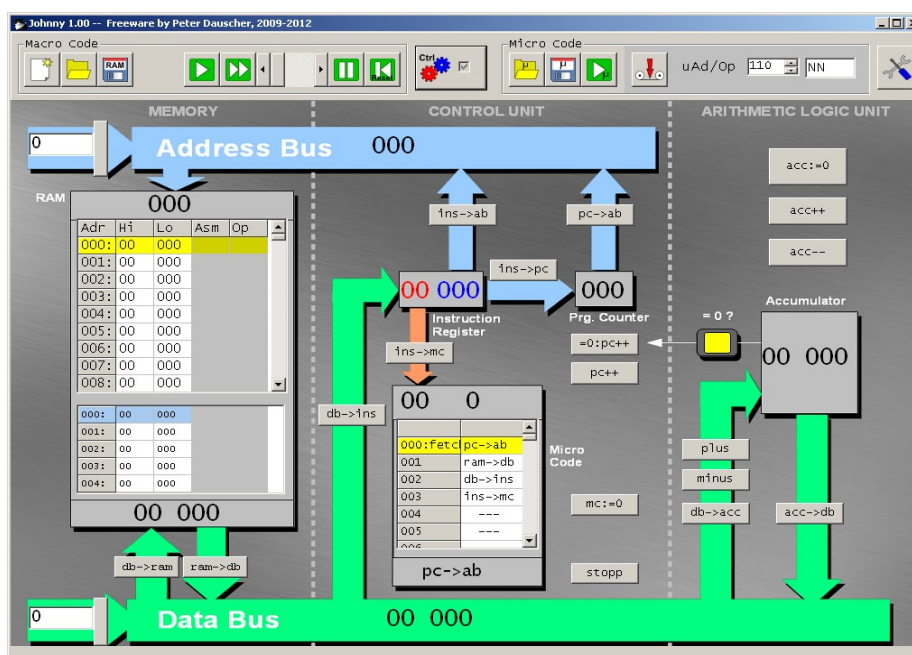 Johnny 1.00 -- Freeware by Peter Dauscher, 2009-2012
Macro Code
Micro Code
RAM
Reset
Ctrl
µ
µ
µ
uAd/Op 110 NN
MEMORY
CONTROL UNIT
ARITHMETIC LOGIC UNIT
0
Address Bus 000
acc:=0
acc++
acc--
RAM
000
Adr Hi Lo Asm Op
000: 00 000
001: 00 000
002: 00 000
003: 00 000
004: 00 000
005: 00 000
006: 00 000
007: 00 000
008: 00 000
000: 00 000
001: 00 000
002: 00 000
003: 00 000
004: 00 000
00 000
db->ram
ram->db
ins->ab
pc->ab
ins->pc
00 000
000
Instruction
Register
Prg. Counter
=0:pc++
pc++
ins->mc
db->ins
00 0
000:fetch pc->ab
001 ram->db
002 db->ins
003 ins->mc
004 ---
005 ---
006
pc->ab
Micro
Code
mc:=0
stopp
= 0 ?
Accumulator
00 000
plus
minus
db->acc
acc->db
0
Data Bus 00 000